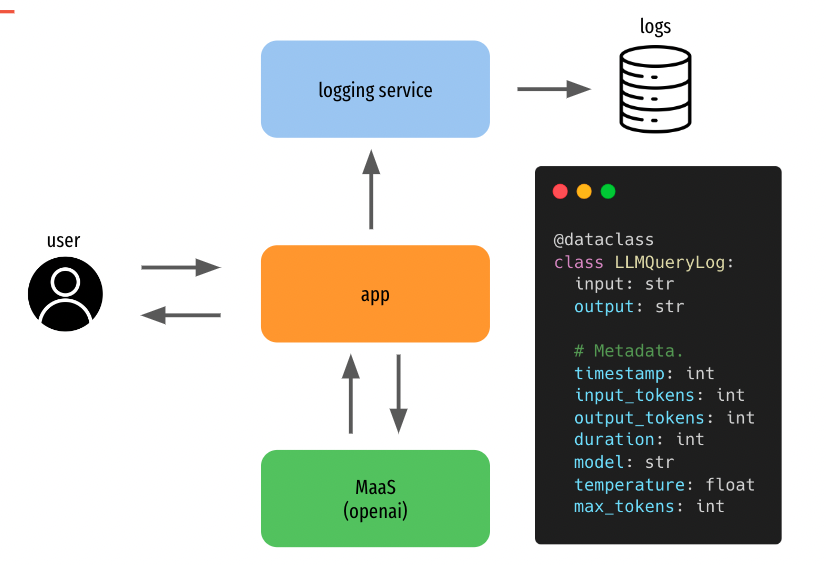 logs
logging service
user
app
MaaS
(openai)
@dataclass
class LLMQueryLog:
  input: str
  output: str

  # Metadata.
  timestamp: int
  input_tokens: int
  output_tokens: int
  duration: int
  model: str
  temperature: float
  max_tokens: int